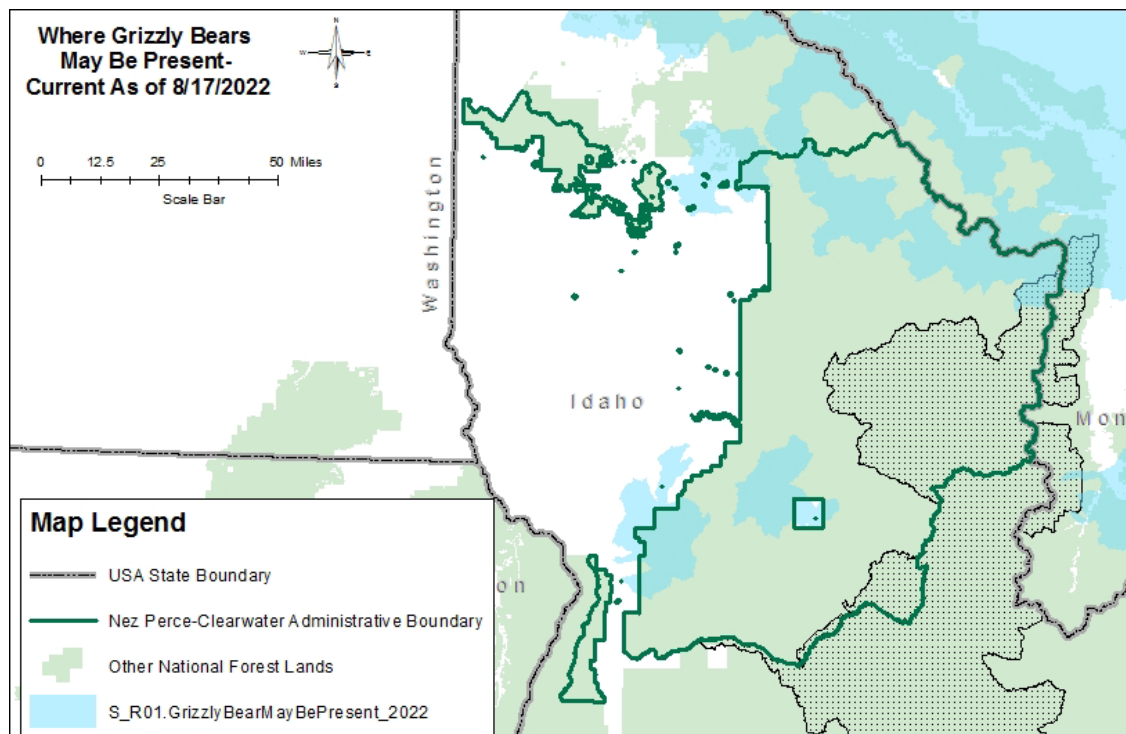 Where Grizzly Bears
May Be Present-
Current As of 8/17/2022
N
W
E
S
0 12.5 25 50 Miles
Scale Bar
Washington
Idaho
Mon
on
Map Legend
USA State Boundary
Nez Perce-Clearwater Administrative Boundary
Other National Forest Lands
S_R01.GrizzlyBearMayBePresent_2022